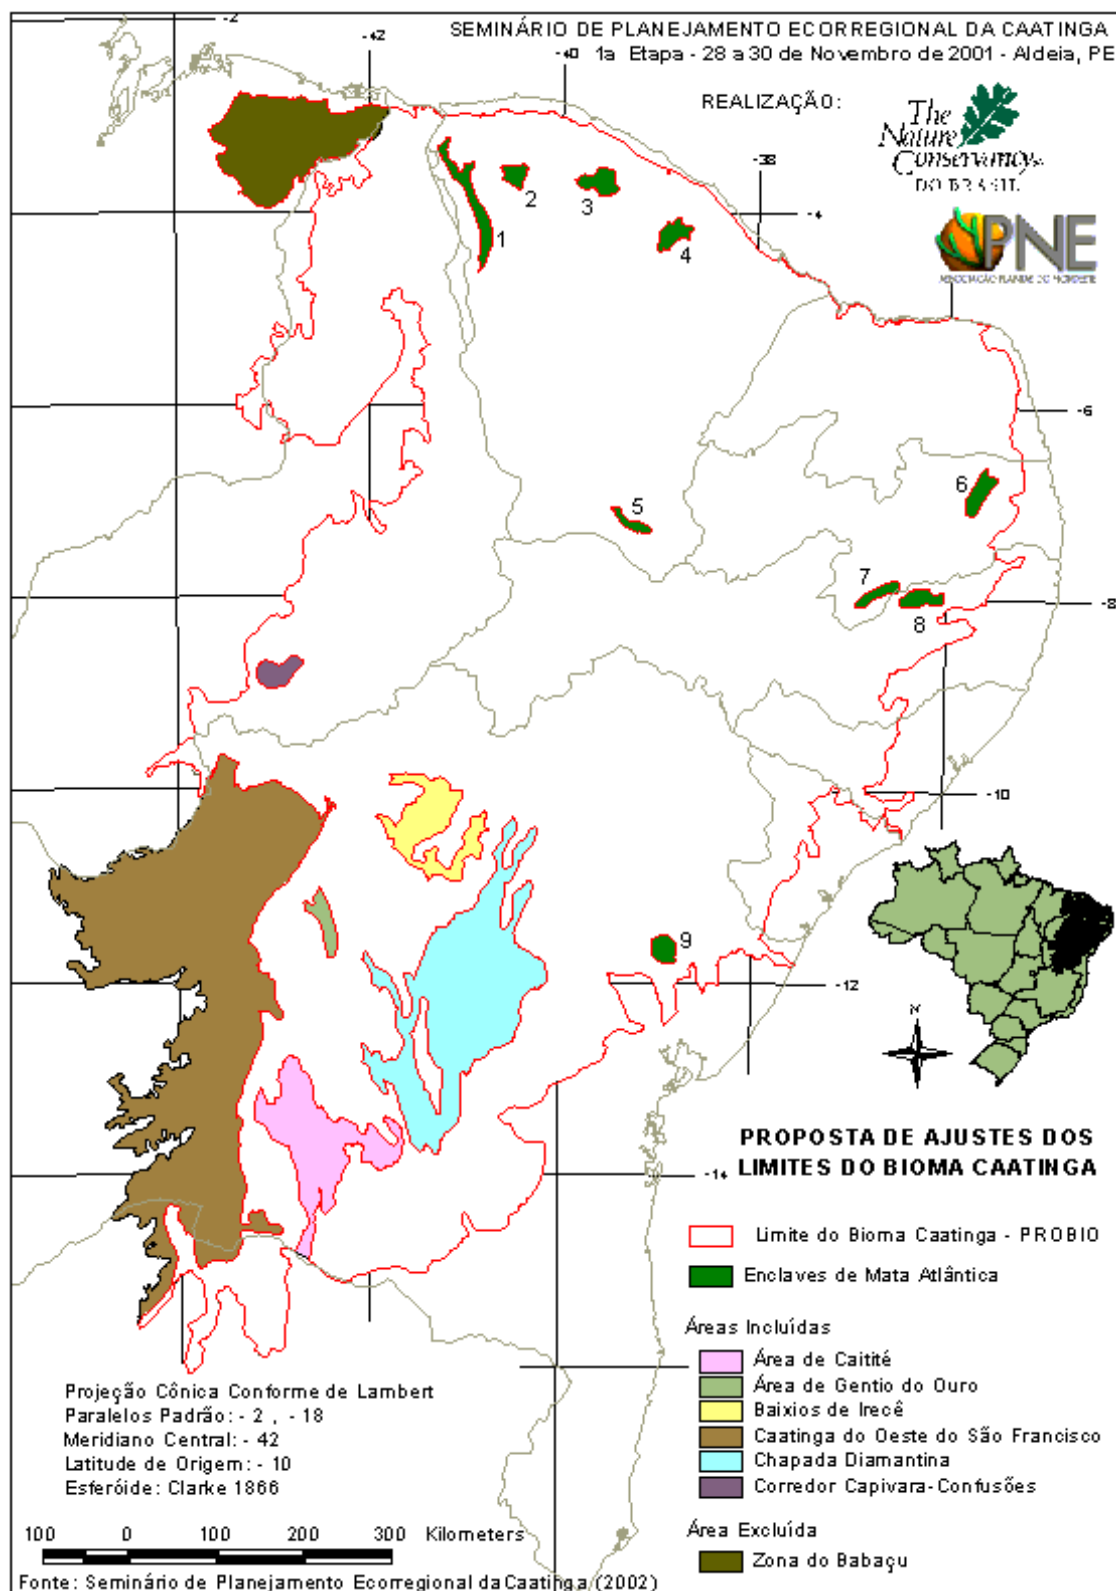 SEMINÁRIO DE PLANEJAMENTO ECORREGIONAL DA CAATINGA
1a Etapa - 28 a 30 de Novembro de 2001 - Aldeia, PE
-2
-42
-40
REALIZAÇÃO:
The
Nature
Conservancy
DO BRASIL
-38
-4
PNE
ASSOCIAÇÃO PLANTAS DO NORDESTE
1
2
3
4
-6
6
5
7
8
-8
-10
9
-12
N
-14
PROPOSTA DE AJUSTES DOS
LIMITES DO BIOMA CAATINGA
Limite do Bioma Caatinga - PROBIO
Enclaves de Mata Atlântica
Áreas Incluídas
Área de Caitité
Área de Gentio do Ouro
Baixios de Irecê
Caatinga do Oeste do São Francisco
Chapada Diamantina
Corredor Capivara-Confusões
Área Excluída
Zona do Babaçu
Projeção Cônica Conforme de Lambert
Paralelos Padrão: - 2 , - 18
Meridiano Central: - 42
Latitude de Origem: - 10
Esferóide: Clarke 1866
100 0 100 200 300 Kilometers
Fonte: Seminário de Planejamento Ecorregional da Caatinga (2002)